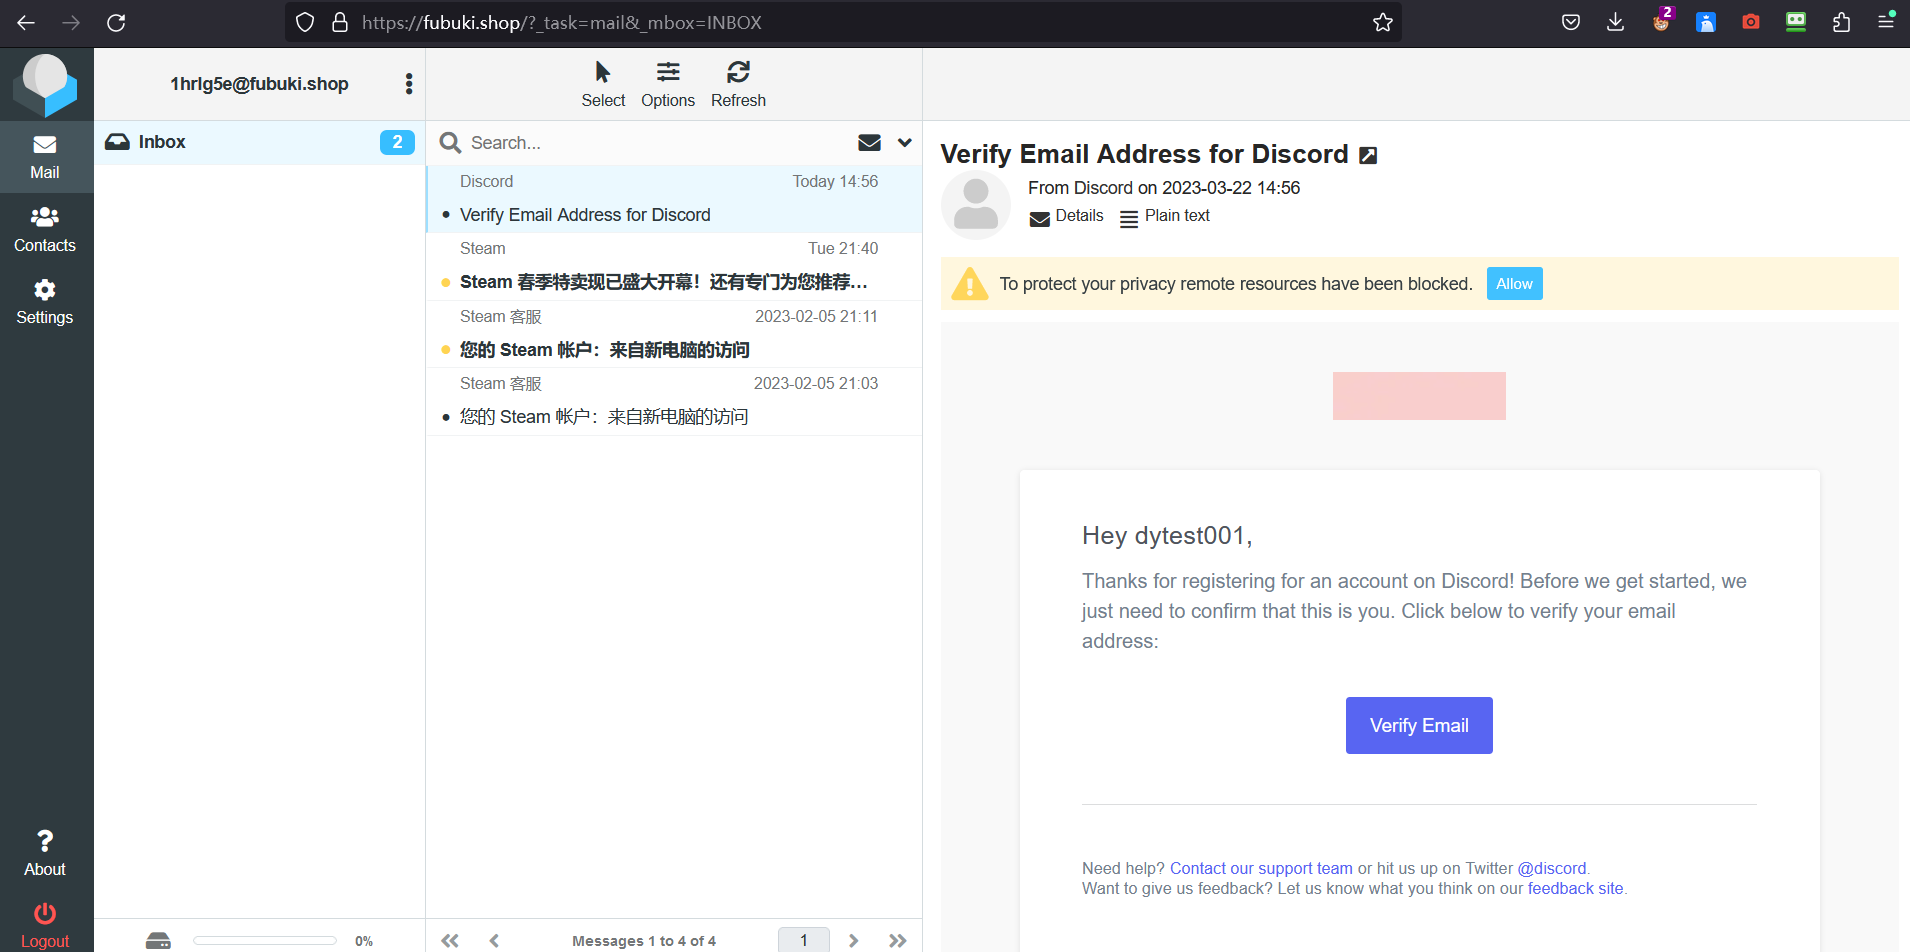 https://fubuki.shop/?_task=mail&_mbox=INBOX
2
1hrlg5e@fubuki.shop
Select
Options
Refresh
Mail
Contacts
Settings
About
Logout
Inbox
2
0%
Search...
Discord
Today 14:56
Verify Email Address for Discord
Steam
Tue 21:40
Steam 春季特卖现已盛大开幕！还有专门为您推荐...
Steam 客服
2023-02-05 21:11
您的 Steam 帐户：来自新电脑的访问
Steam 客服
2023-02-05 21:03
您的 Steam 帐户：来自新电脑的访问
Messages 1 to 4 of 4
1
Verify Email Address for Discord
From Discord on 2023-03-22 14:56
Details
Plain text
To protect your privacy remote resources have been blocked.
Allow
Hey dytest001,
Thanks for registering for an account on Discord! Before we get started, we
just need to confirm that this is you. Click below to verify your email
address:
Verify Email
Need help? Contact our support team or hit us up on Twitter @discord.
Want to give us feedback? Let us know what you think on our feedback site.